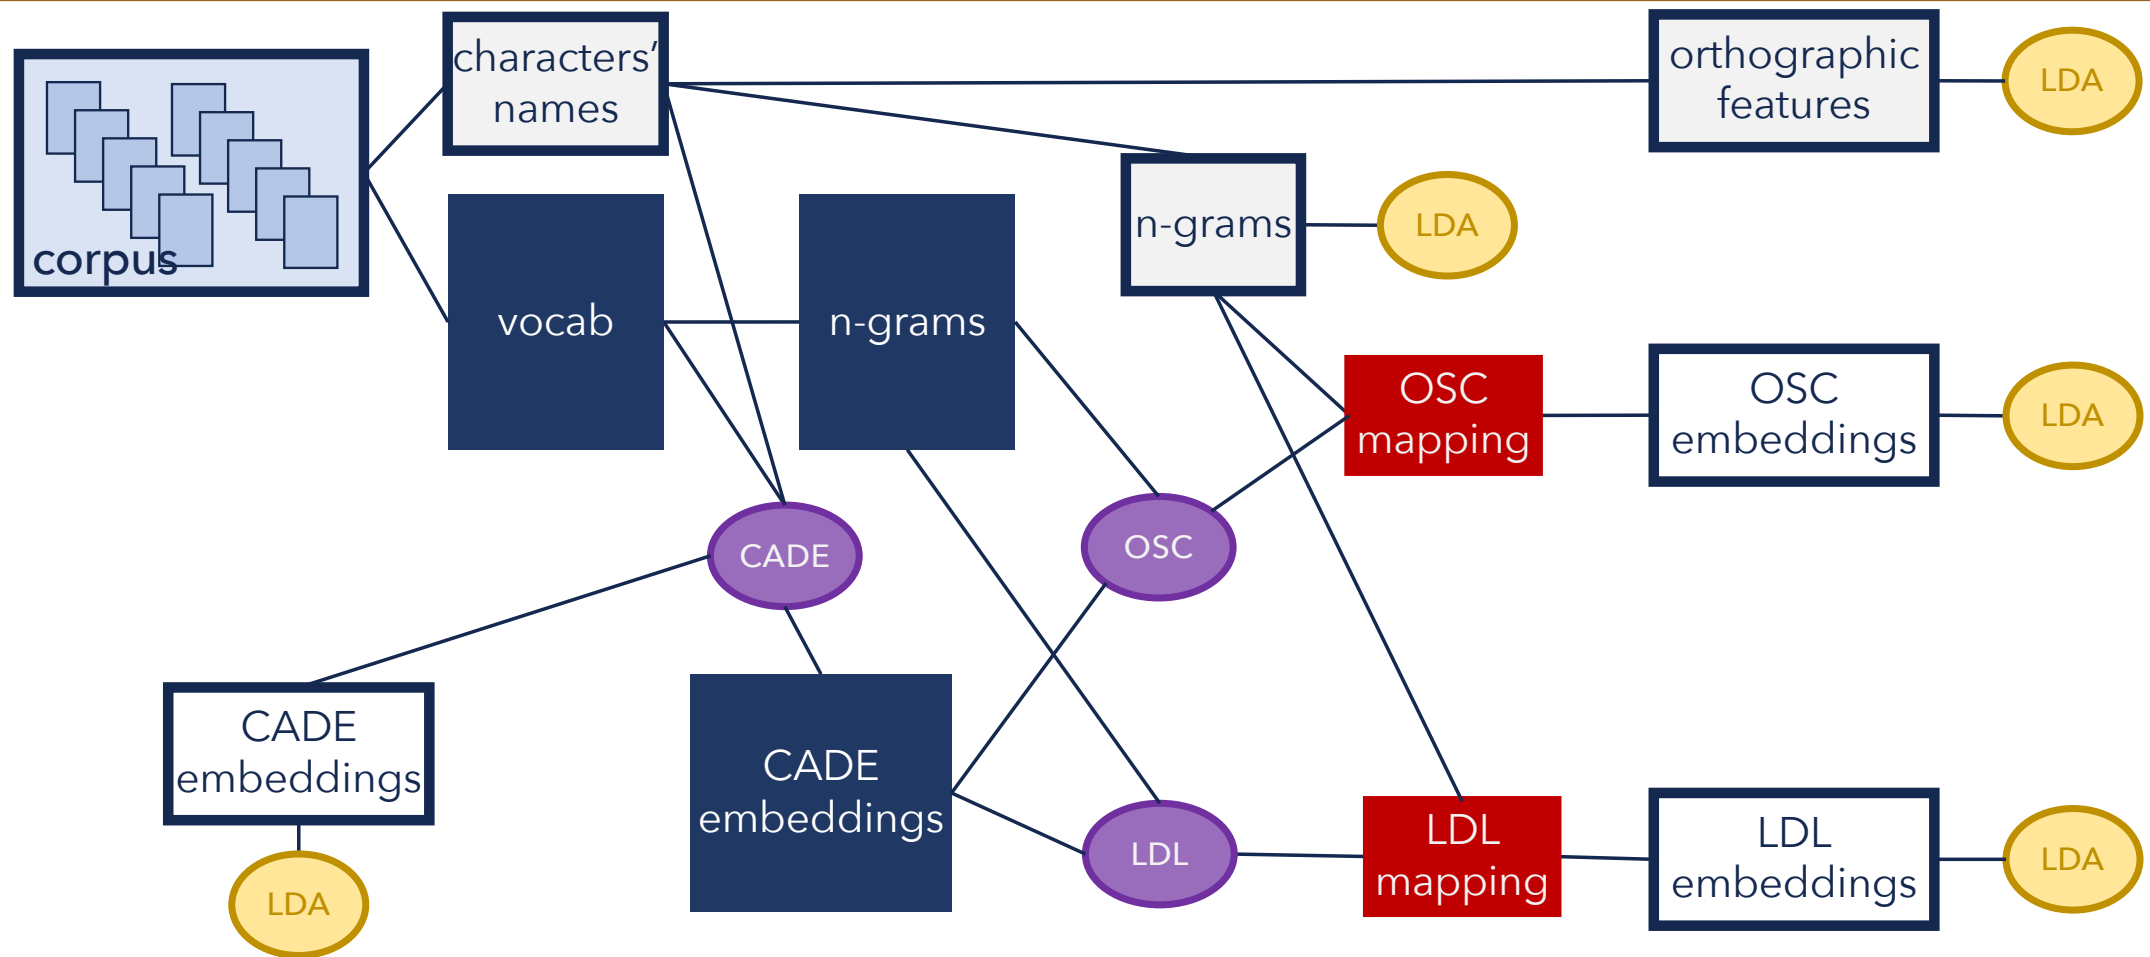 characters’
names
orthographic
features
LDA
corpus
n-grams
LDA
vocab
n-grams
OSC
mapping
OSC
embeddings
LDA
CADE
OSC
CADE
embeddings
LDA
CADE
embeddings
LDL
LDL
mapping
LDL
embeddings
LDA